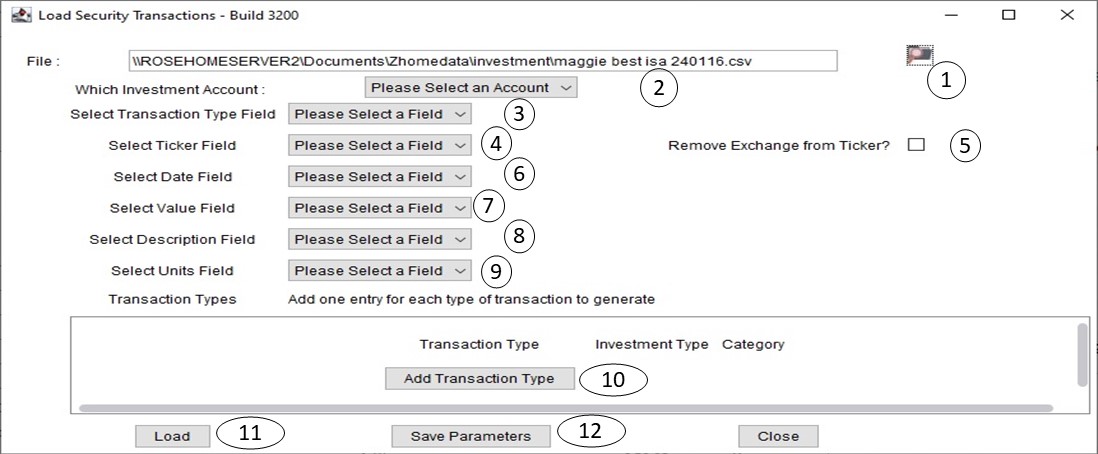 Load Security Transactions - Build 3200
File : \\ROSEHOMESERVER2\Documents\Zhomedata\investment\maggie best isa 240116.csv 1
Which Investment Account : Please Select an Account 2
Select Transaction Type Field Please Select a Field 3
Select Ticker Field Please Select a Field 4 Remove Exchange from Ticker? 5
Select Date Field Please Select a Field 6
Select Value Field Please Select a Field 7
Select Description Field Please Select a Field 8
Select Units Field Please Select a Field 9
Transaction Types Add one entry for each type of transaction to generate
Transaction Type Investment Type Category
Add Transaction Type 10
Load 11 Save Parameters 12 Close